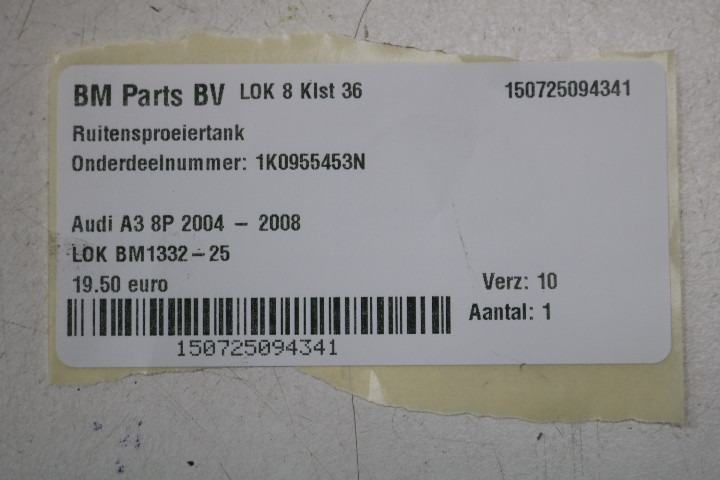 BM Parts BV LOK 8 Klst 36 150725094341
Ruitensproeiertank
Onderdeelnummer: 1K0955453N
Audi A3 8P 2004 - 2008
LOK BM1332-25
19.50 euro Verz: 10
Aantal: 1
150725094341